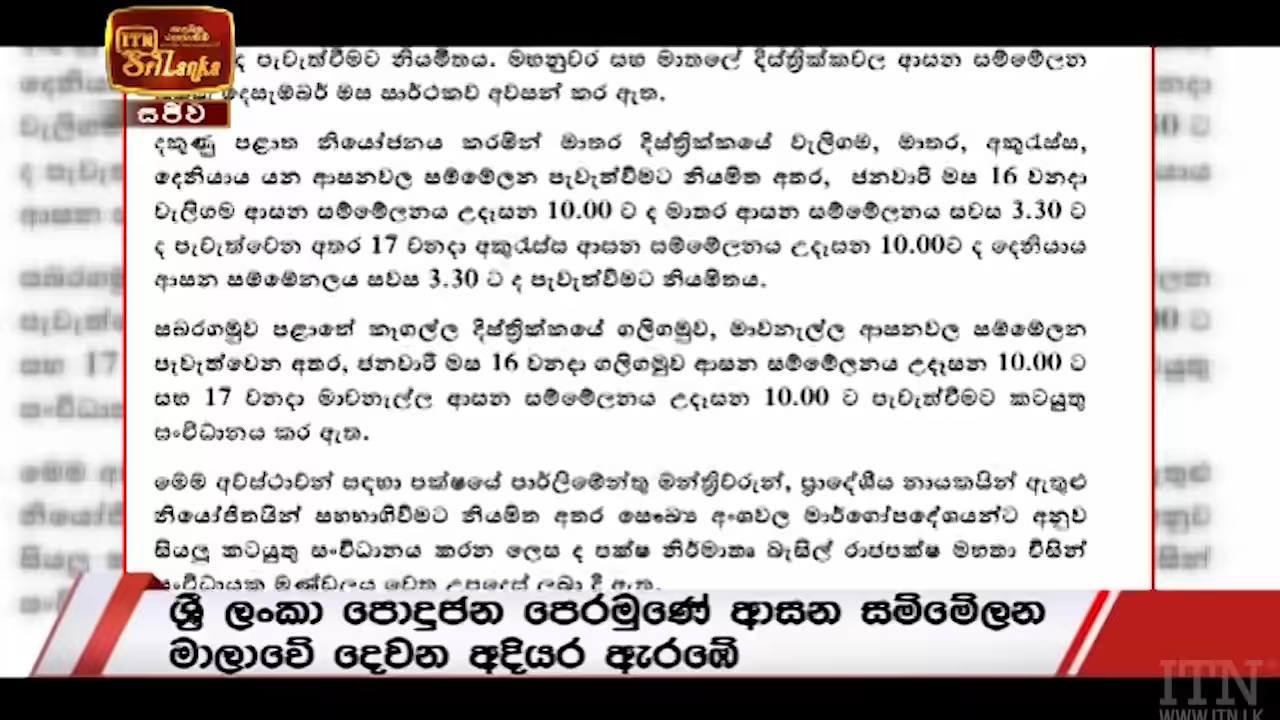 ITN
Sri Lanka
සජීව
ද පැවැත්වීමට නියමිතය. මහනුවර සහ මාතලේ දිස්ත්‍රික්කවල ආසන සම්මේලන
දෙසැම්බර් මස සාර්ථකව අවසන් කර ඇත.
දකුණු පළාත නියෝජනය කරමින් මාතර දිස්ත්‍රික්කයේ වැලිගම, මාතර, අකුරැස්ස,
දෙනියාය යන ආසනවල සම්මේලන පැවැත්වීමට නියමිත අතර, ජනවාරි මස 16 වනදා
වැලිගම ආසන සම්මේලනය උදෑසන 10.00 ට ද මාතර ආසන සම්මේලනය සවස 3.30 ට
ද පැවැත්වෙන අතර 17 වනදා අකුරැස්ස ආසන සම්මේලනය උදෑසන 10.00ට ද දෙනියාය
ආසන සම්මේනලය සවස 3.30 ට ද පැවැත්වීමට නියමිතය.
සබරගමුව පළාතේ කෑගල්ල දිස්ත්‍රික්කයේ ගලිගමුව, මාවනැල්ල ආසනවල සම්මේලන
පැවැත්වෙන අතර, ජනවාරි මස 16 වනදා ගලිගමුව ආසන සම්මේලනය උදෑසන 10.00 ට
සහ 17 වනදා මාවනැල්ල ආසන සම්මේලනය උදෑසන 10.00 ට පැවැත්වීමට කටයුතු
සංවිධානය කර ඇත.
මෙම අවස්ථාවන් සඳහා පක්ෂයේ පාර්ලිමේන්තු මන්ත්‍රීවරුන්, ප්‍රාදේශීය නායකයින් ඇතුළු
නියෝජිතයින් සහභාගිවීමට නියමිත අතර සෞඛ්‍ය අංශවල මාර්ගෝපදේශයන්ට අනුව
සියලූ කටයුතු සංවිධානය කරන ලෙස ද පක්ෂ නිර්මාතෘ බැසිල් රාජපක්ෂ මහතා විසින්
සංවිධායක මණ්ඩලය වෙත උපදෙස් ලබා දී ඇත.
ශ්‍රී ලංකා පොදුජන පෙරමුණේ ආසන සම්මේලන
මාලාවේ දෙවන අදියර ඇරඹේ
ITN
WWW.ITN.LK